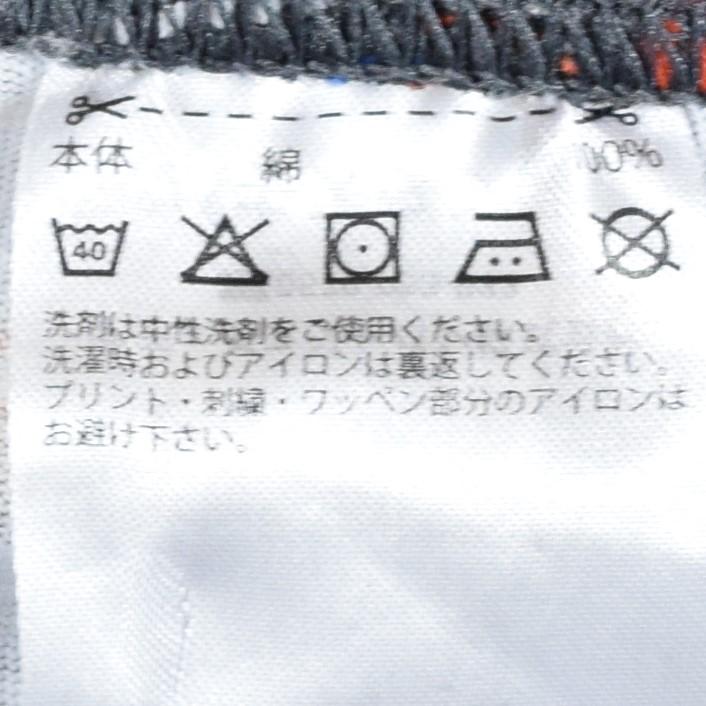 本体 綿 100%
40
洗剤は中性洗剤をご使用ください。
洗濯時およびアイロンは裏返してください。
プリント・刺繍・ワッペン部分のアイロンは
お避け下さい。